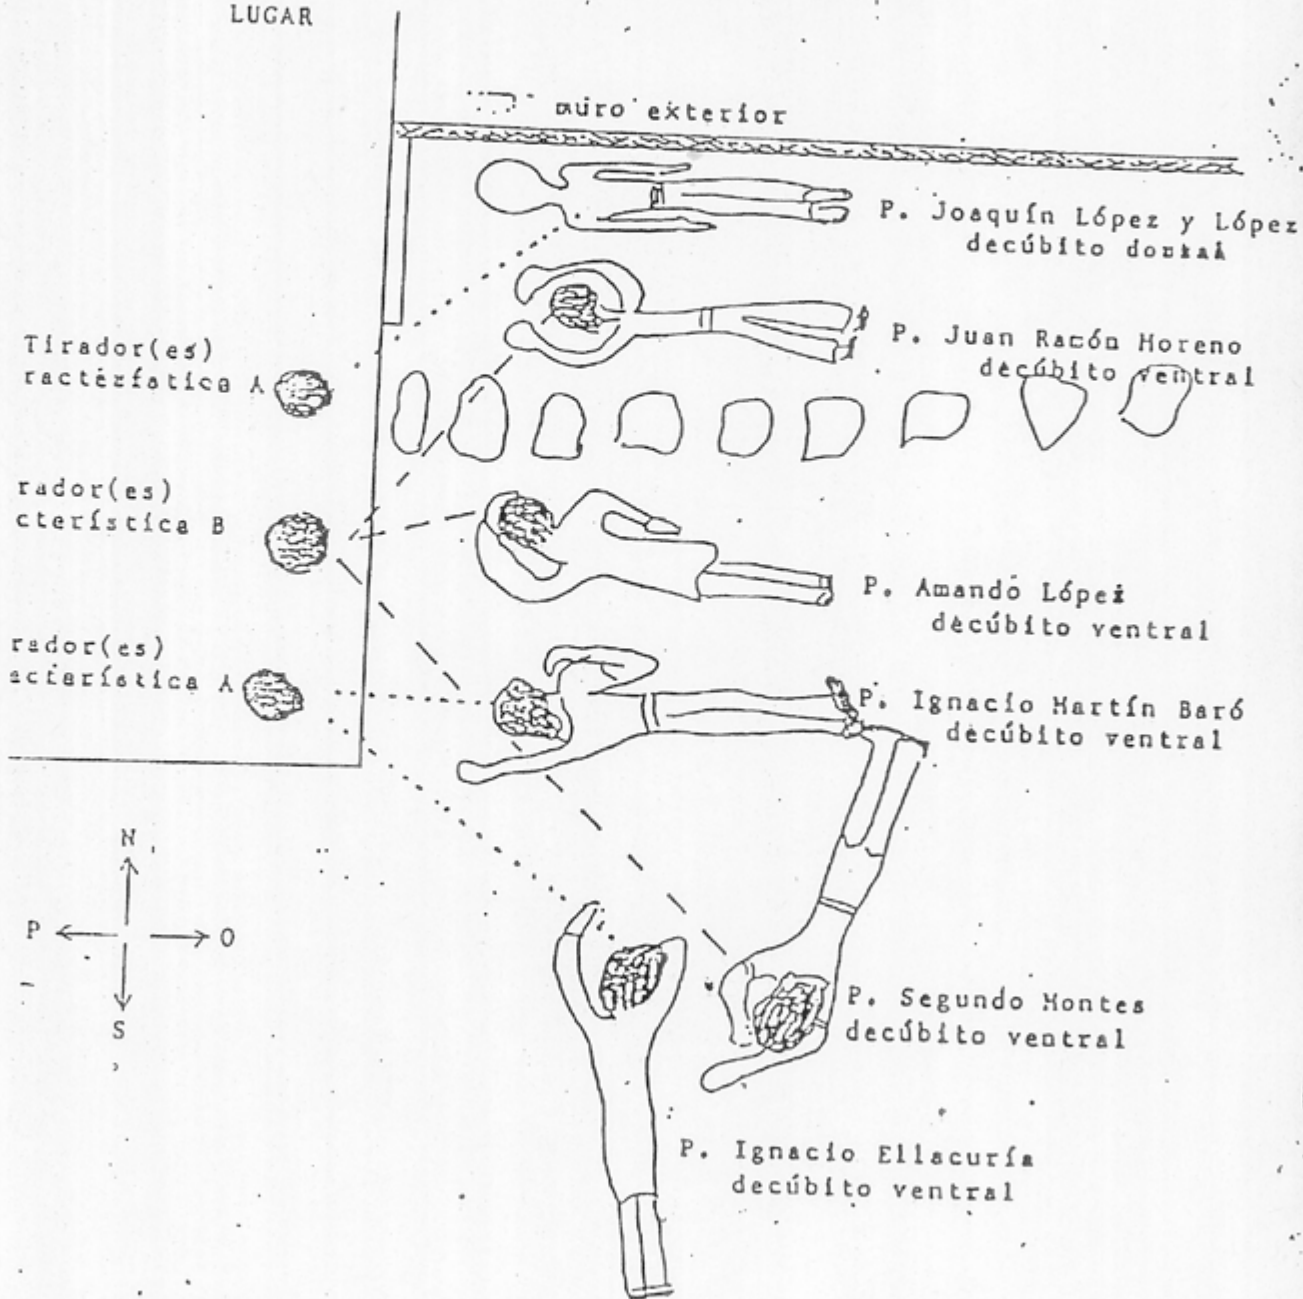 LUGAR
muro exterior
P. Joaquín López y López
decúbito dorsal
Tirador(es)
racterística A
P. Juan Ramón Moreno
decúbito ventral
rador(es)
cterística B
P. Amando López
decúbito ventral
rador(es)
acterística A
P. Ignacio Martín Baró
decúbito ventral
N
P
O
S
P. Segundo Montes
decúbito ventral
P. Ignacio Ellacuría
decúbito ventral